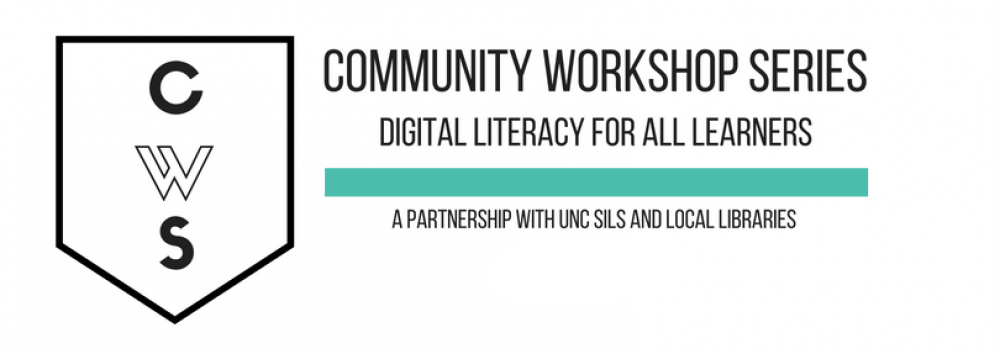 C
W
S
COMMUNITY WORKSHOP SERIES
DIGITAL LITERACY FOR ALL LEARNERS
A PARTNERSHIP WITH UNC SILS AND LOCAL LIBRARIES